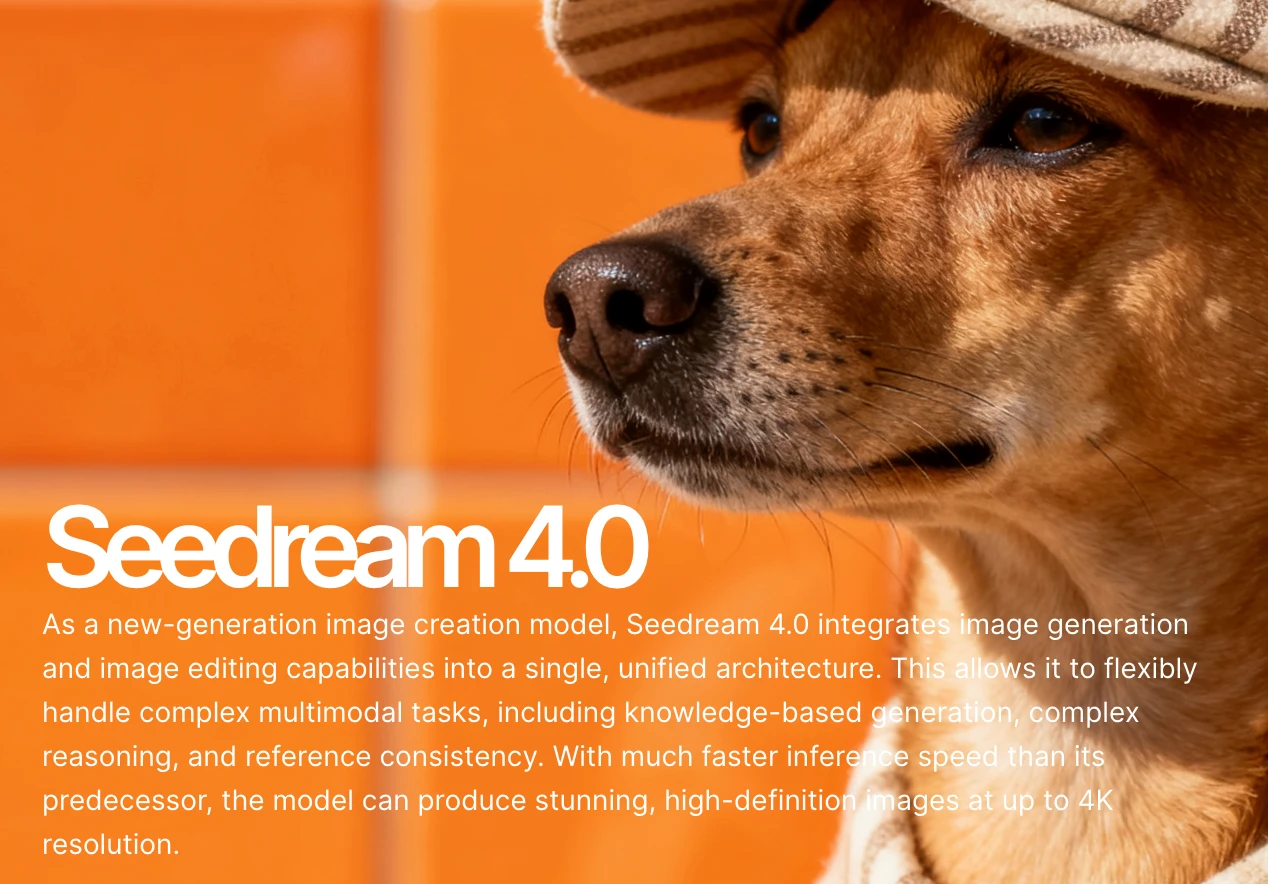 Seedream 4.0
As a new-generation image creation model, Seedream 4.0 integrates image generation
and image editing capabilities into a single, unified architecture. This allows it to flexibly
handle complex multimodal tasks, including knowledge-based generation, complex
reasoning, and reference consistency. With much faster inference speed than its
predecessor, the model can produce stunning, high-definition images at up to 4K
resolution.